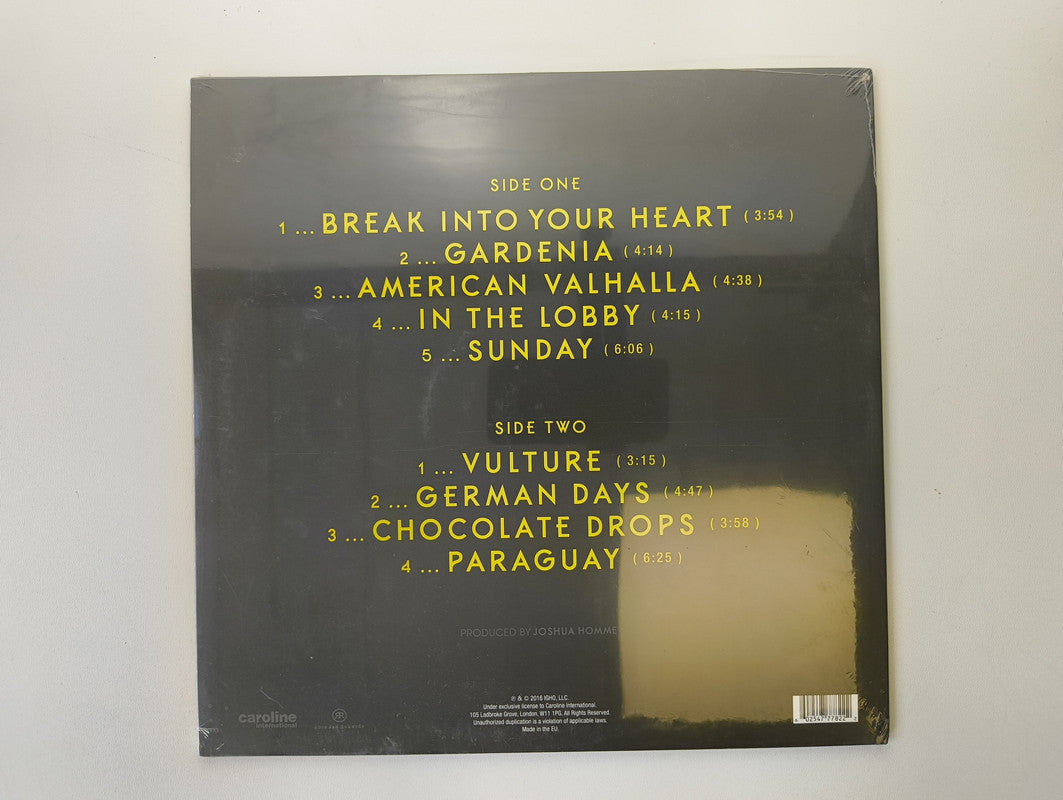 SIDE ONE
1 ... BREAK INTO YOUR HEART ( 3:54 )
2 ... GARDENIA ( 4:14 )
3 ... AMERICAN VALHALLA ( 4:38 )
4 ... IN THE LOBBY ( 4:15 )
5 ... SUNDAY ( 6:06 )
SIDE TWO
1 ... VULTURE ( 3:15 )
2 ... GERMAN DAYS ( 4:47 )
3 ... CHOCOLATE DROPS ( 3:58 )
4 ... PARAGUAY ( 6:25 )
PRODUCED BY JOSHUA HOMME
℗ & © 2016 IGHO, LLC.
Under exclusive license to Caroline International.
105 Ladbroke Grove, London, W11 1PG. All Rights Reserved.
Unauthorized duplication is a violation of applicable laws.
Made in the EU.
caroline
international
6 02547 77822 2